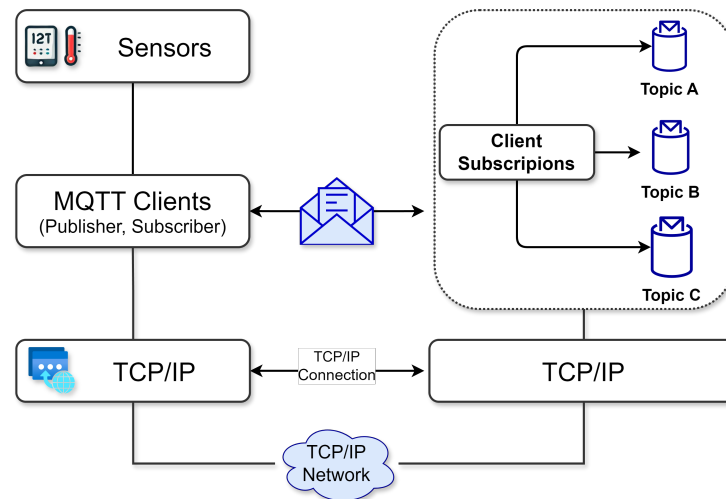 12T
Sensors
MQTT Clients
(Publisher, Subscriber)
Client
Subscripions
Topic A
Topic B
Topic C
TCP/IP
TCP/IP
Connection
TCP/IP
TCP/IP
Network